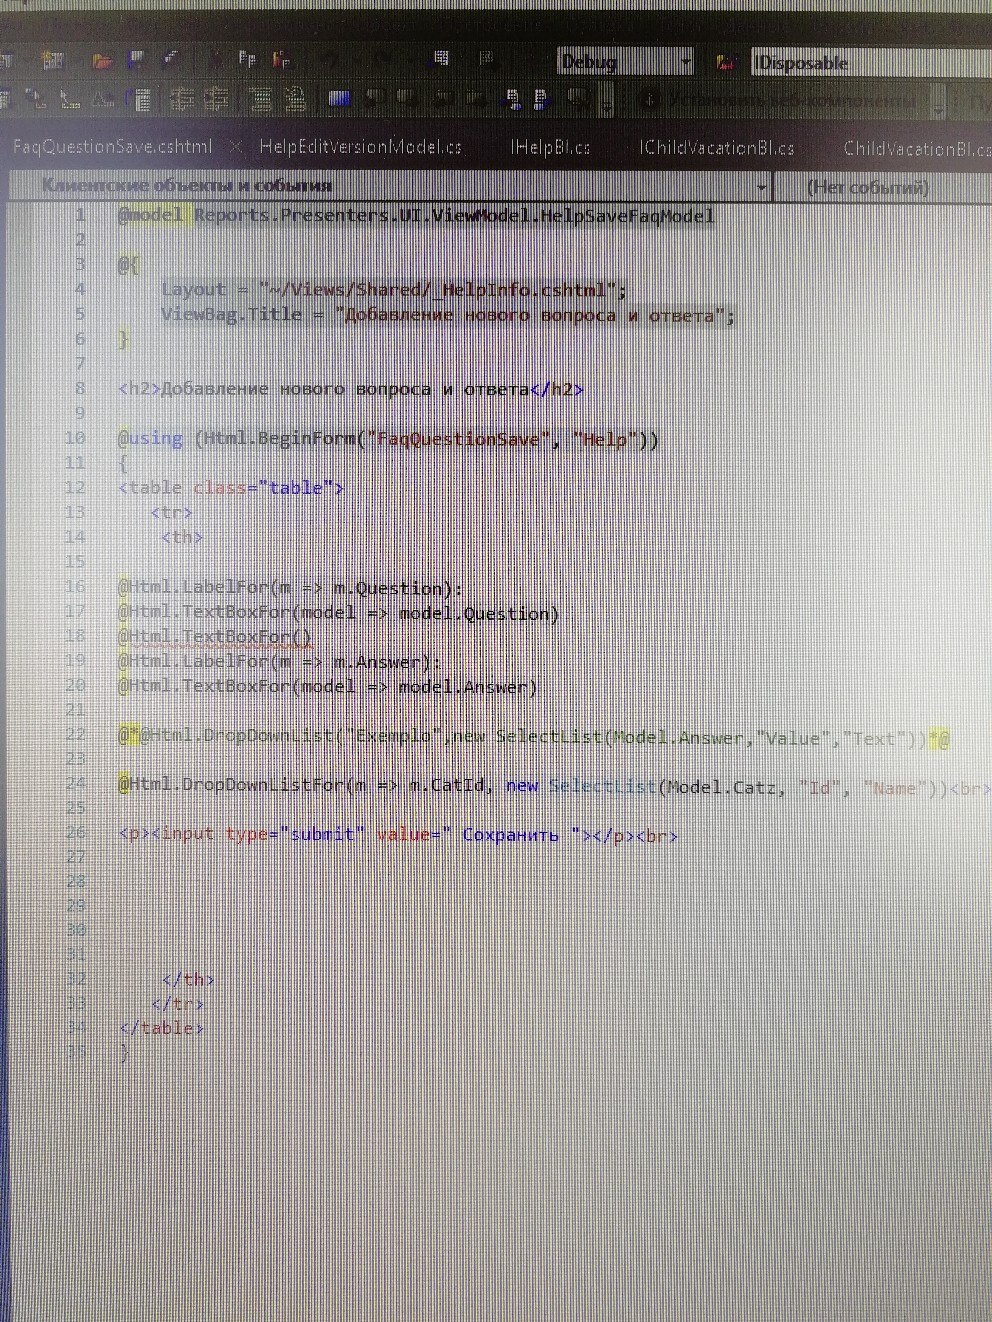 Debug
IDisposable
FaqQuestionSave.cshtml
HelpEditVersionModel.cs
IHelpBl.cs
IChildVacationBl.cs
ChildVacationBl.cs
Клиентские объекты и события
(Нет событий)
1 @model Reports.Presenters.UI.ViewModel.HelpSaveFaqModel
2
3 @{
4 Layout = "~/Views/Shared/_HelpInfo.cshtml";
5 ViewBag.Title = "Добавление нового вопроса и ответа";
6 }
7
8 <h2>Добавление нового вопроса и ответа</h2>
9
10 @using (Html.BeginForm("FaqQuestionSave", "Help"))
11 {
12 <table class="table">
13 <tr>
14 <th>
15
16 @Html.LabelFor(m => m.Question):
17 @Html.TextBoxFor(model => model.Question)
18 @Html.TextBoxFor()
19 @Html.LabelFor(m => m.Answer):
20 @Html.TextBoxFor(model => model.Answer)
21
22 @*@Html.DropDownList("Exemplo",new SelectList(Model.Answer,"Value","Text"))*@
23
24 @Html.DropDownListFor(m => m.CatId, new SelectList(Model.Catz, "Id", "Name"))<br>
25
26 <p><input type="submit" value=" Сохранить "></p><br>
27
28
29
30
31
32 </th>
33 </tr>
34 </table>
35 }